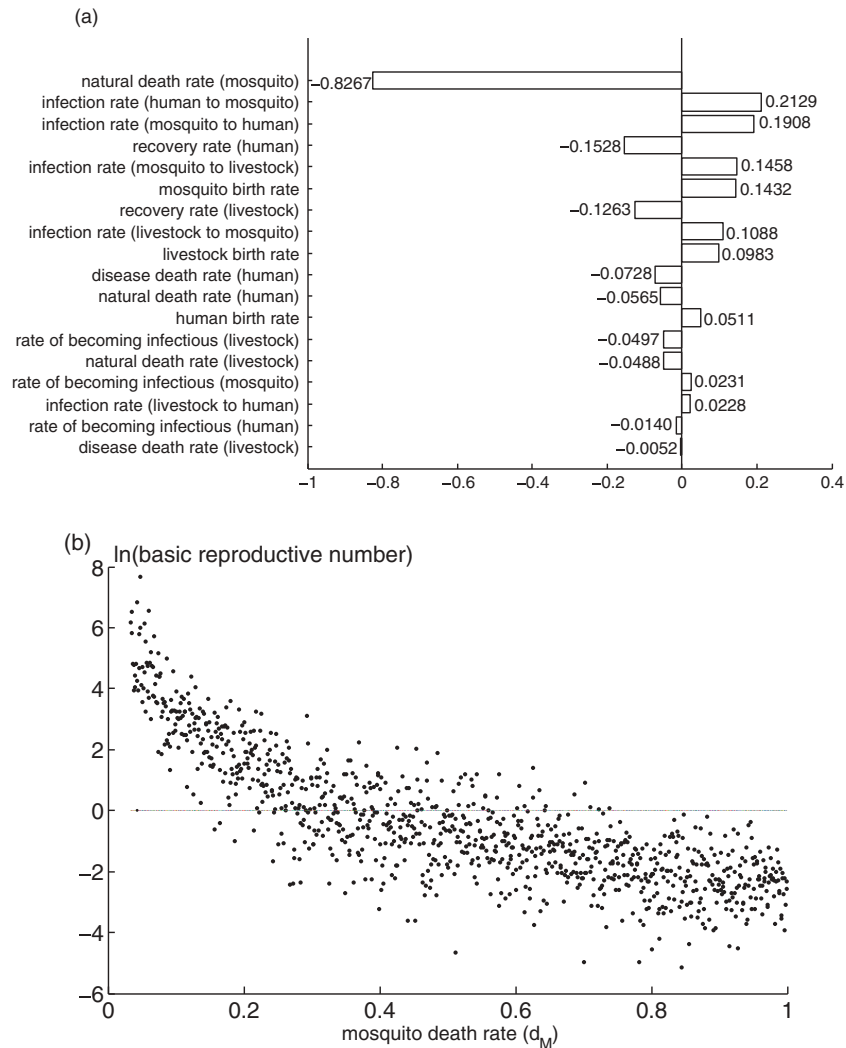 (a)
natural death rate (mosquito) −0.8267
infection rate (human to mosquito) 0.2129
infection rate (mosquito to human) 0.1908
recovery rate (human) −0.1528
infection rate (mosquito to livestock) 0.1458
mosquito birth rate 0.1432
recovery rate (livestock) −0.1263
infection rate (livestock to mosquito) 0.1088
livestock birth rate 0.0983
disease death rate (human) −0.0728
natural death rate (human) −0.0565
human birth rate 0.0511
rate of becoming infectious (livestock) −0.0497
natural death rate (livestock) −0.0488
rate of becoming infectious (mosquito) 0.0231
infection rate (livestock to human) 0.0228
rate of becoming infectious (human) −0.0140
disease death rate (livestock) −0.0052
−1 −0.8 −0.6 −0.4 −0.2 0 0.2 0.4
(b)
ln(basic reproductive number)
8
6
4
2
0
−2
−4
−6
0 0.2 0.4 0.6 0.8 1
mosquito death rate (d_M)